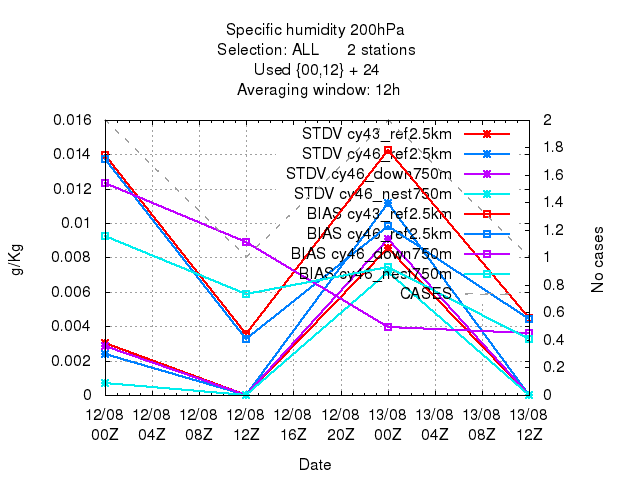 Specific humidity 200hPa
Selection: ALL 2 stations
Used {00,12} + 24
Averaging window: 12h
0.016
0.014
0.012
0.01
0.008
0.006
0.004
0.002
0
g/Kg
STDV cy43_ref2.5km
STDV cy46_ref2.5km
STDV cy46_down750m
STDV cy46_nest750m
BIAS cy43_ref2.5km
BIAS cy46_ref2.5km
BIAS cy46_down750m
BIAS cy46_nest750m
CASES
2
1.8
1.6
1.4
1.2
1
0.8
0.6
0.4
0.2
0
No cases
12/08 12/08 12/08 12/08 12/08 12/08 13/08 13/08 13/08 13/08
00Z 04Z 08Z 12Z 16Z 20Z 00Z 04Z 08Z 12Z
Date